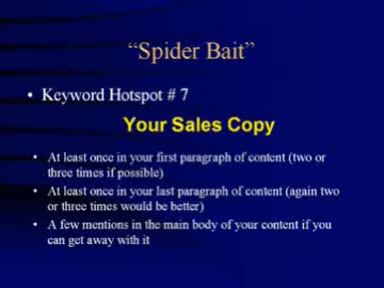 “Spider Bait”
• Keyword Hotspot # 7
Your Sales Copy
• At least once in your first paragraph of content (two or
three times if possible)
• At least once in your last paragraph of content (again two
or three times would be better)
• A few mentions in the main body of your content if you
can get away with it